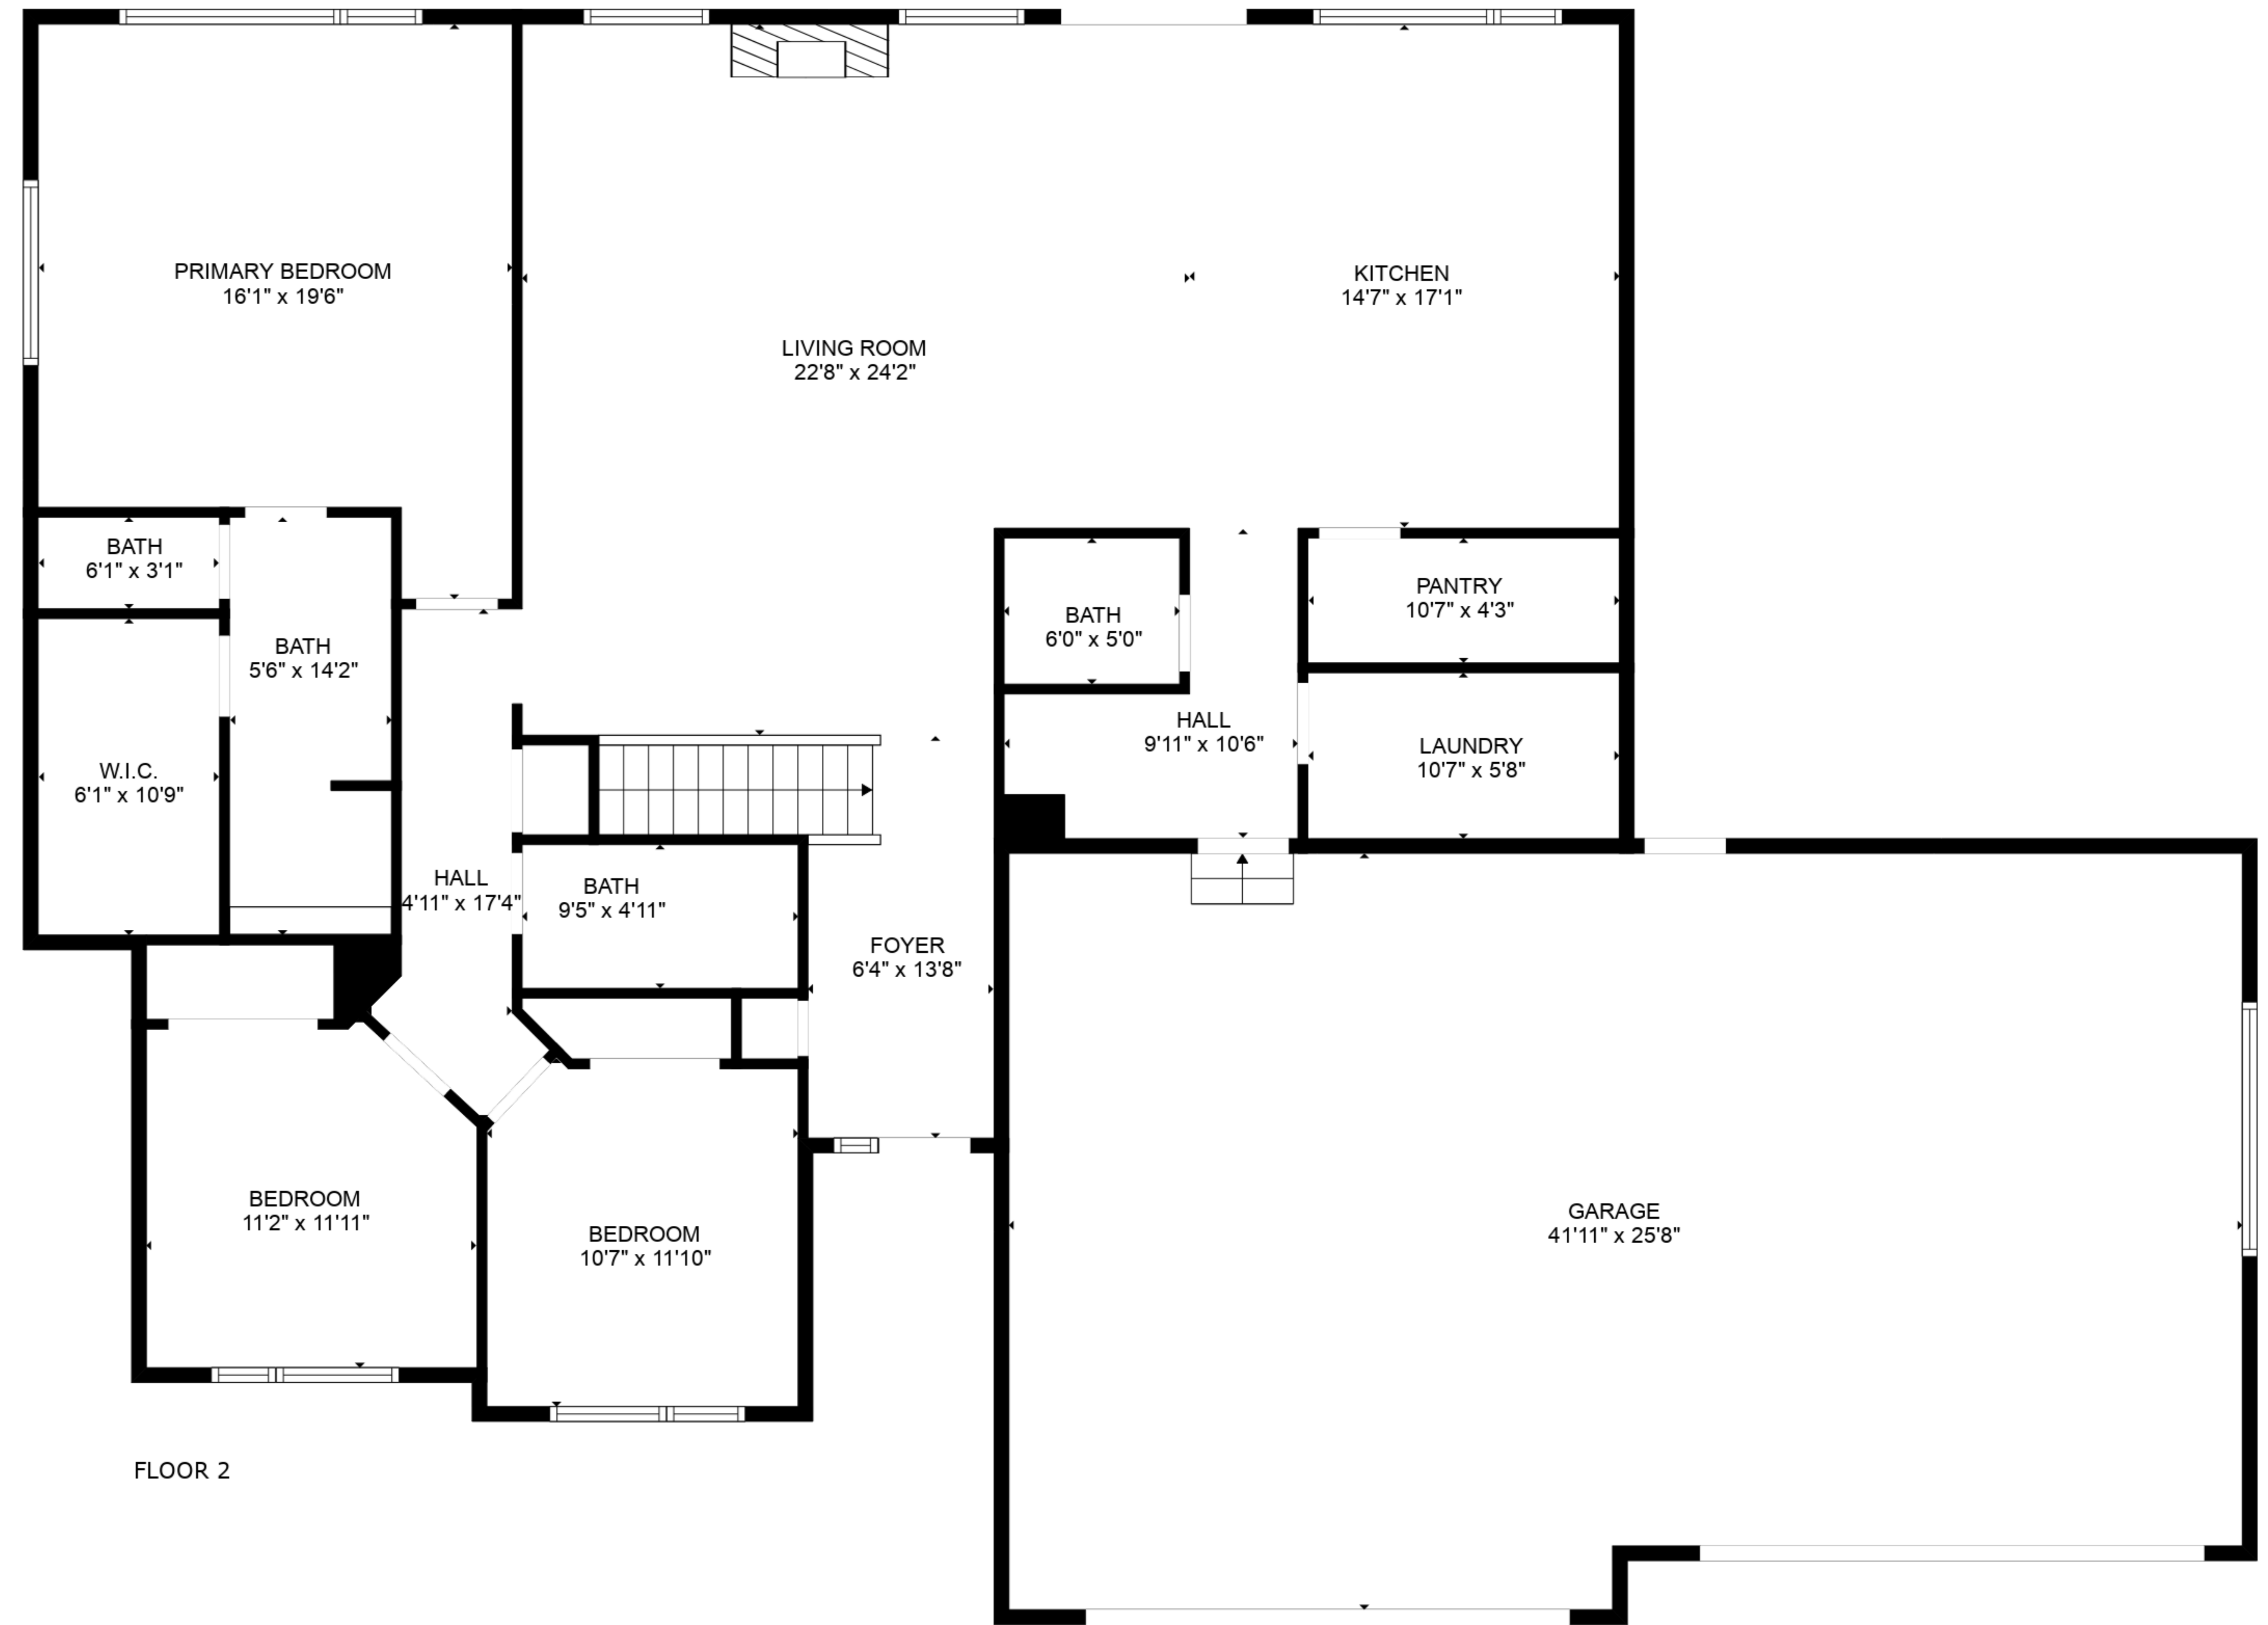 PRIMARY BEDROOM
16'1" x 19'6"
KITCHEN
14'7" x 17'1"
LIVING ROOM
22'8" x 24'2"
BATH
6'1" x 3'1"
BATH
5'6" x 14'2"
BATH
6'0" x 5'0"
PANTRY
10'7" x 4'3"
HALL
9'11" x 10'6"
LAUNDRY
10'7" x 5'8"
W.I.C.
6'1" x 10'9"
HALL
4'11" x 17'4"
BATH
9'5" x 4'11"
FOYER
6'4" x 13'8"
BEDROOM
11'2" x 11'11"
BEDROOM
10'7" x 11'10"
GARAGE
41'11" x 25'8"
FLOOR 2